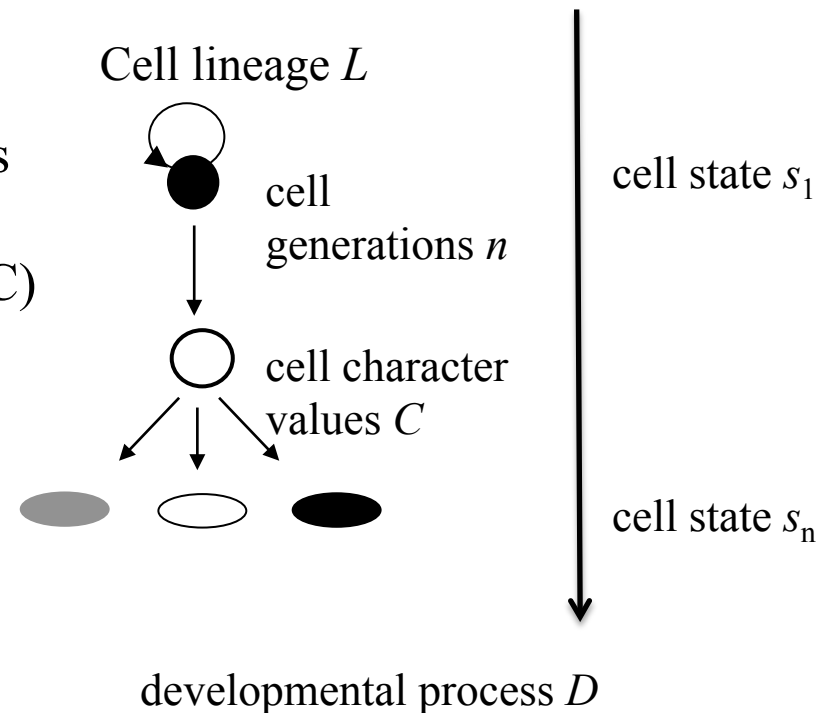 Cell lineage L
s
cell
generations n
C)
cell character
values C
cell state s₁
cell state sₙ
developmental process D